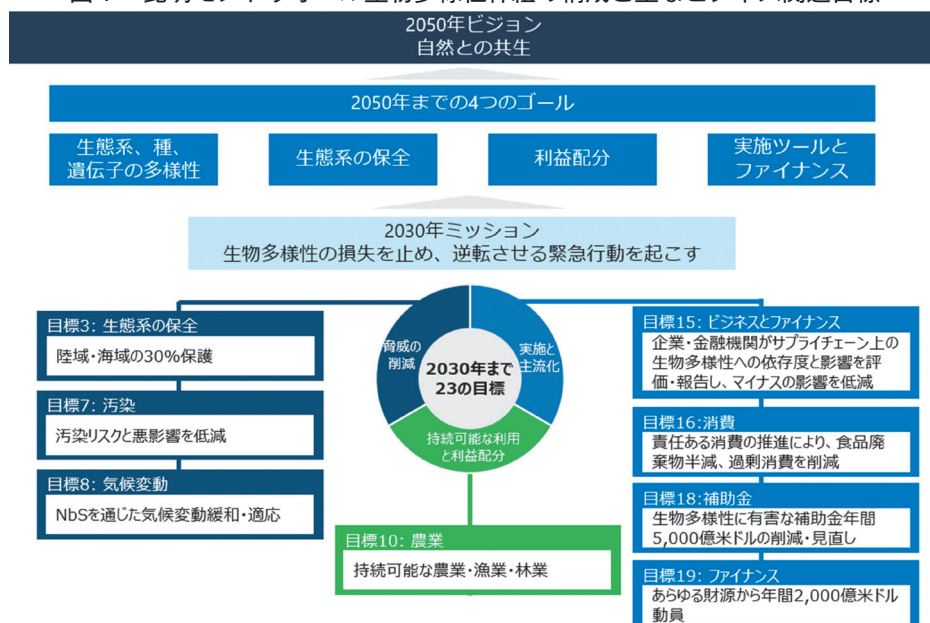 2050年ビジョン
自然との共生
2050年までの4つのゴール
生態系、種、
遺伝子の多様性
生態系の保全
利益配分
実施ツールと
ファイナンス
2030年ミッション
生物多様性の損失を止め、逆転させる緊急行動を起こす
目標3: 生態系の保全
陸域・海域の30%保護
目標7: 汚染
汚染リスクと悪影響を低減
目標8: 気候変動
NbSを通じた気候変動緩和・適応
脅威の
削減
実施と
主流化
2030年まで
23の目標
持続可能な利用
と利益配分
目標10: 農業
持続可能な農業・漁業・林業
目標15: ビジネスとファイナンス
企業・金融機関がサプライチェーン上の
生物多様性への依存度と影響を評
価・報告し、マイナスの影響を低減
目標16:消費
責任ある消費の推進により、食品廃
棄物半減、過剰消費を削減
目標18:補助金
生物多様性に有害な補助金年間
5,000億米ドルの削減・見直し
目標19: ファイナンス
あらゆる財源から年間2,000億米ドル
動員